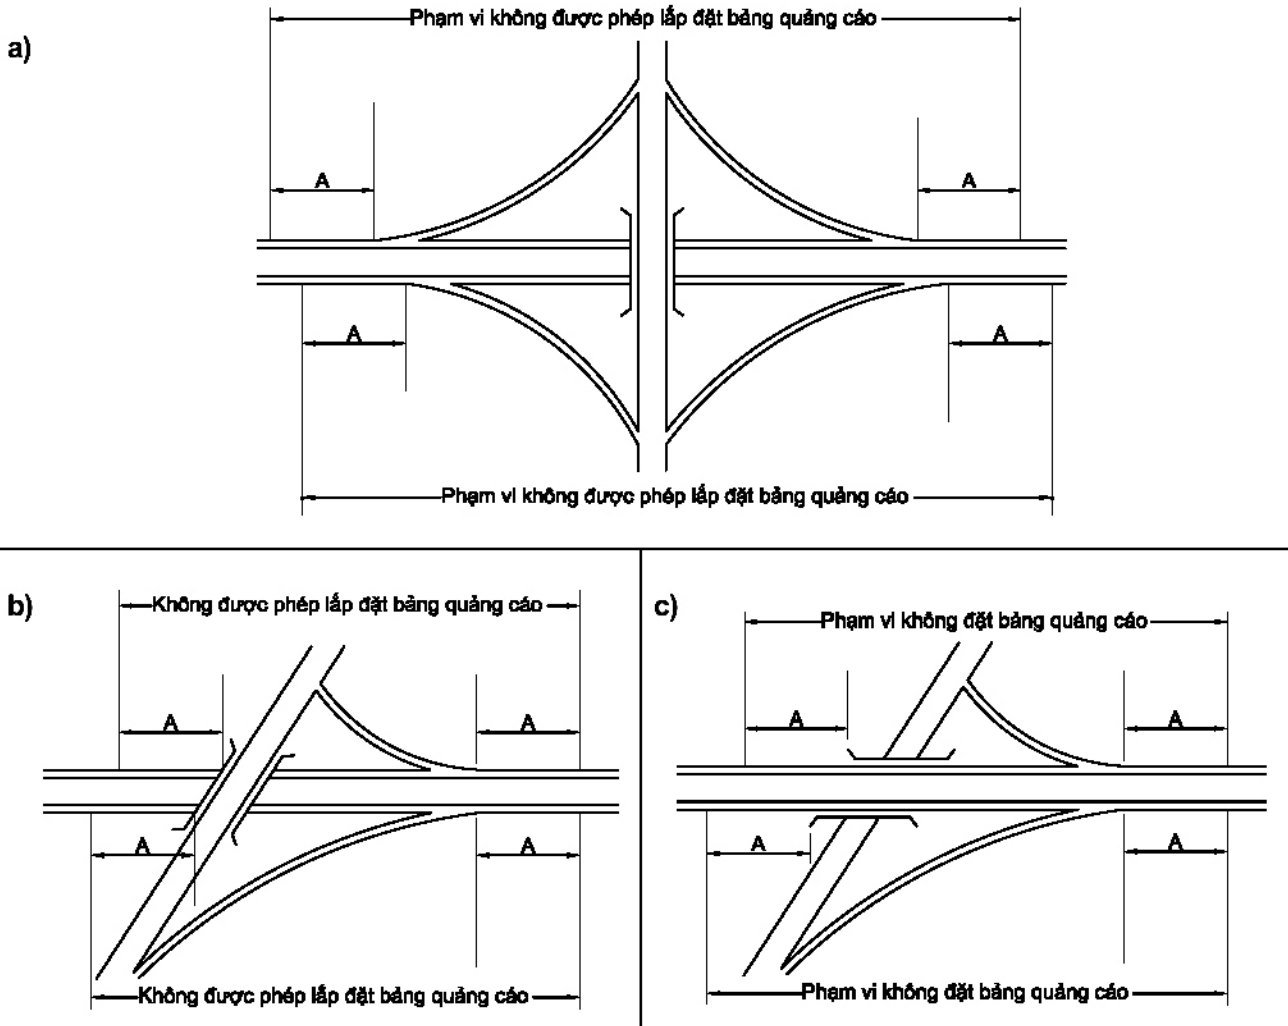 Phạm vi không được phép lắp đặt bảng quảng cáo
a)
A
A
A
A
Phạm vi không được phép lắp đặt bảng quảng cáo
b)
Không được phép lắp đặt bảng quảng cáo
A
A
A
A
Không được phép lắp đặt bảng quảng cáo
c)
Phạm vi không đặt bảng quảng cáo
A
A
A
A
Phạm vi không đặt bảng quảng cáo